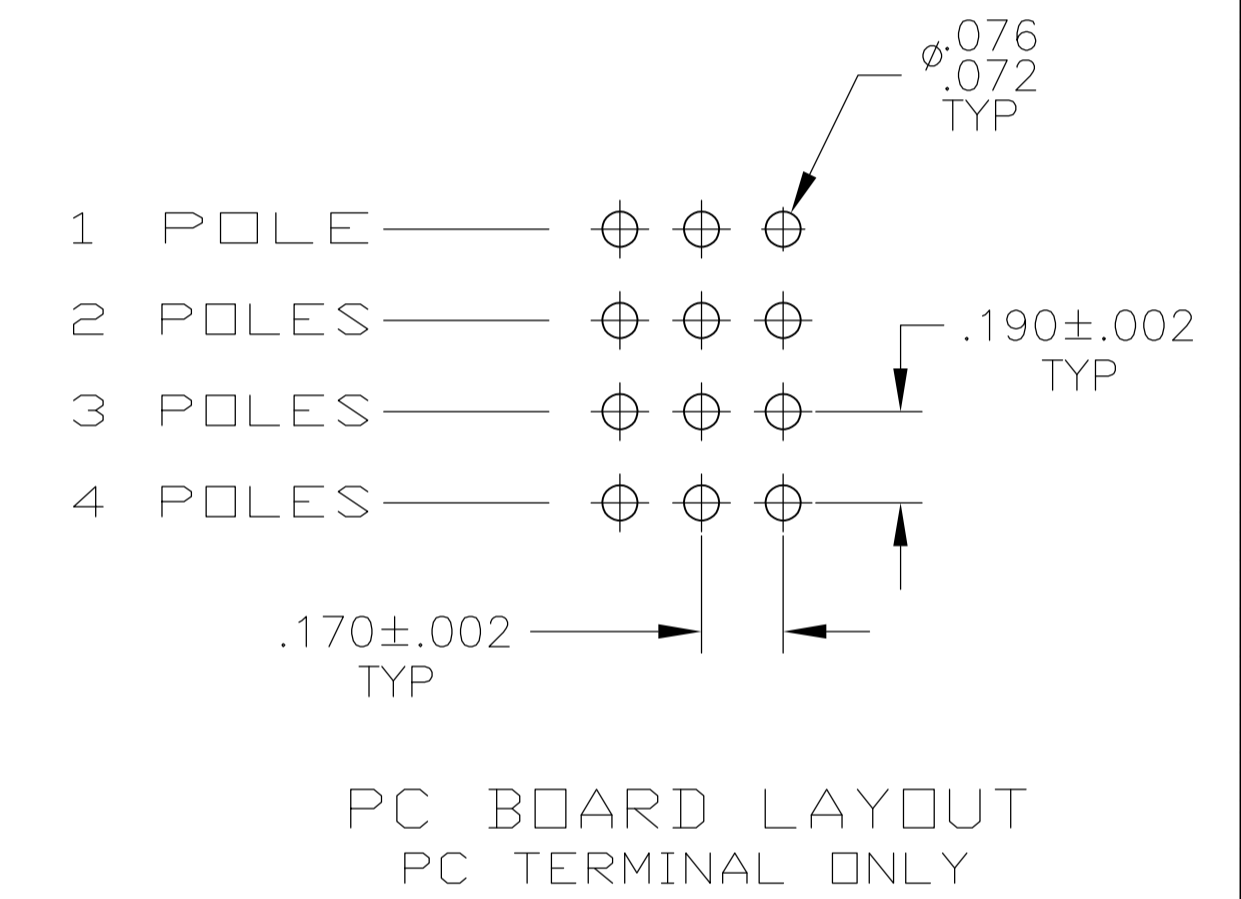 ⌀.076
.072
TYP
1 POLE
2 POLES
.190±.002
TYP
3 POLES
4 POLES
.170±.002
TYP
PC BOARD LAYOUT
PC TERMINAL ONLY